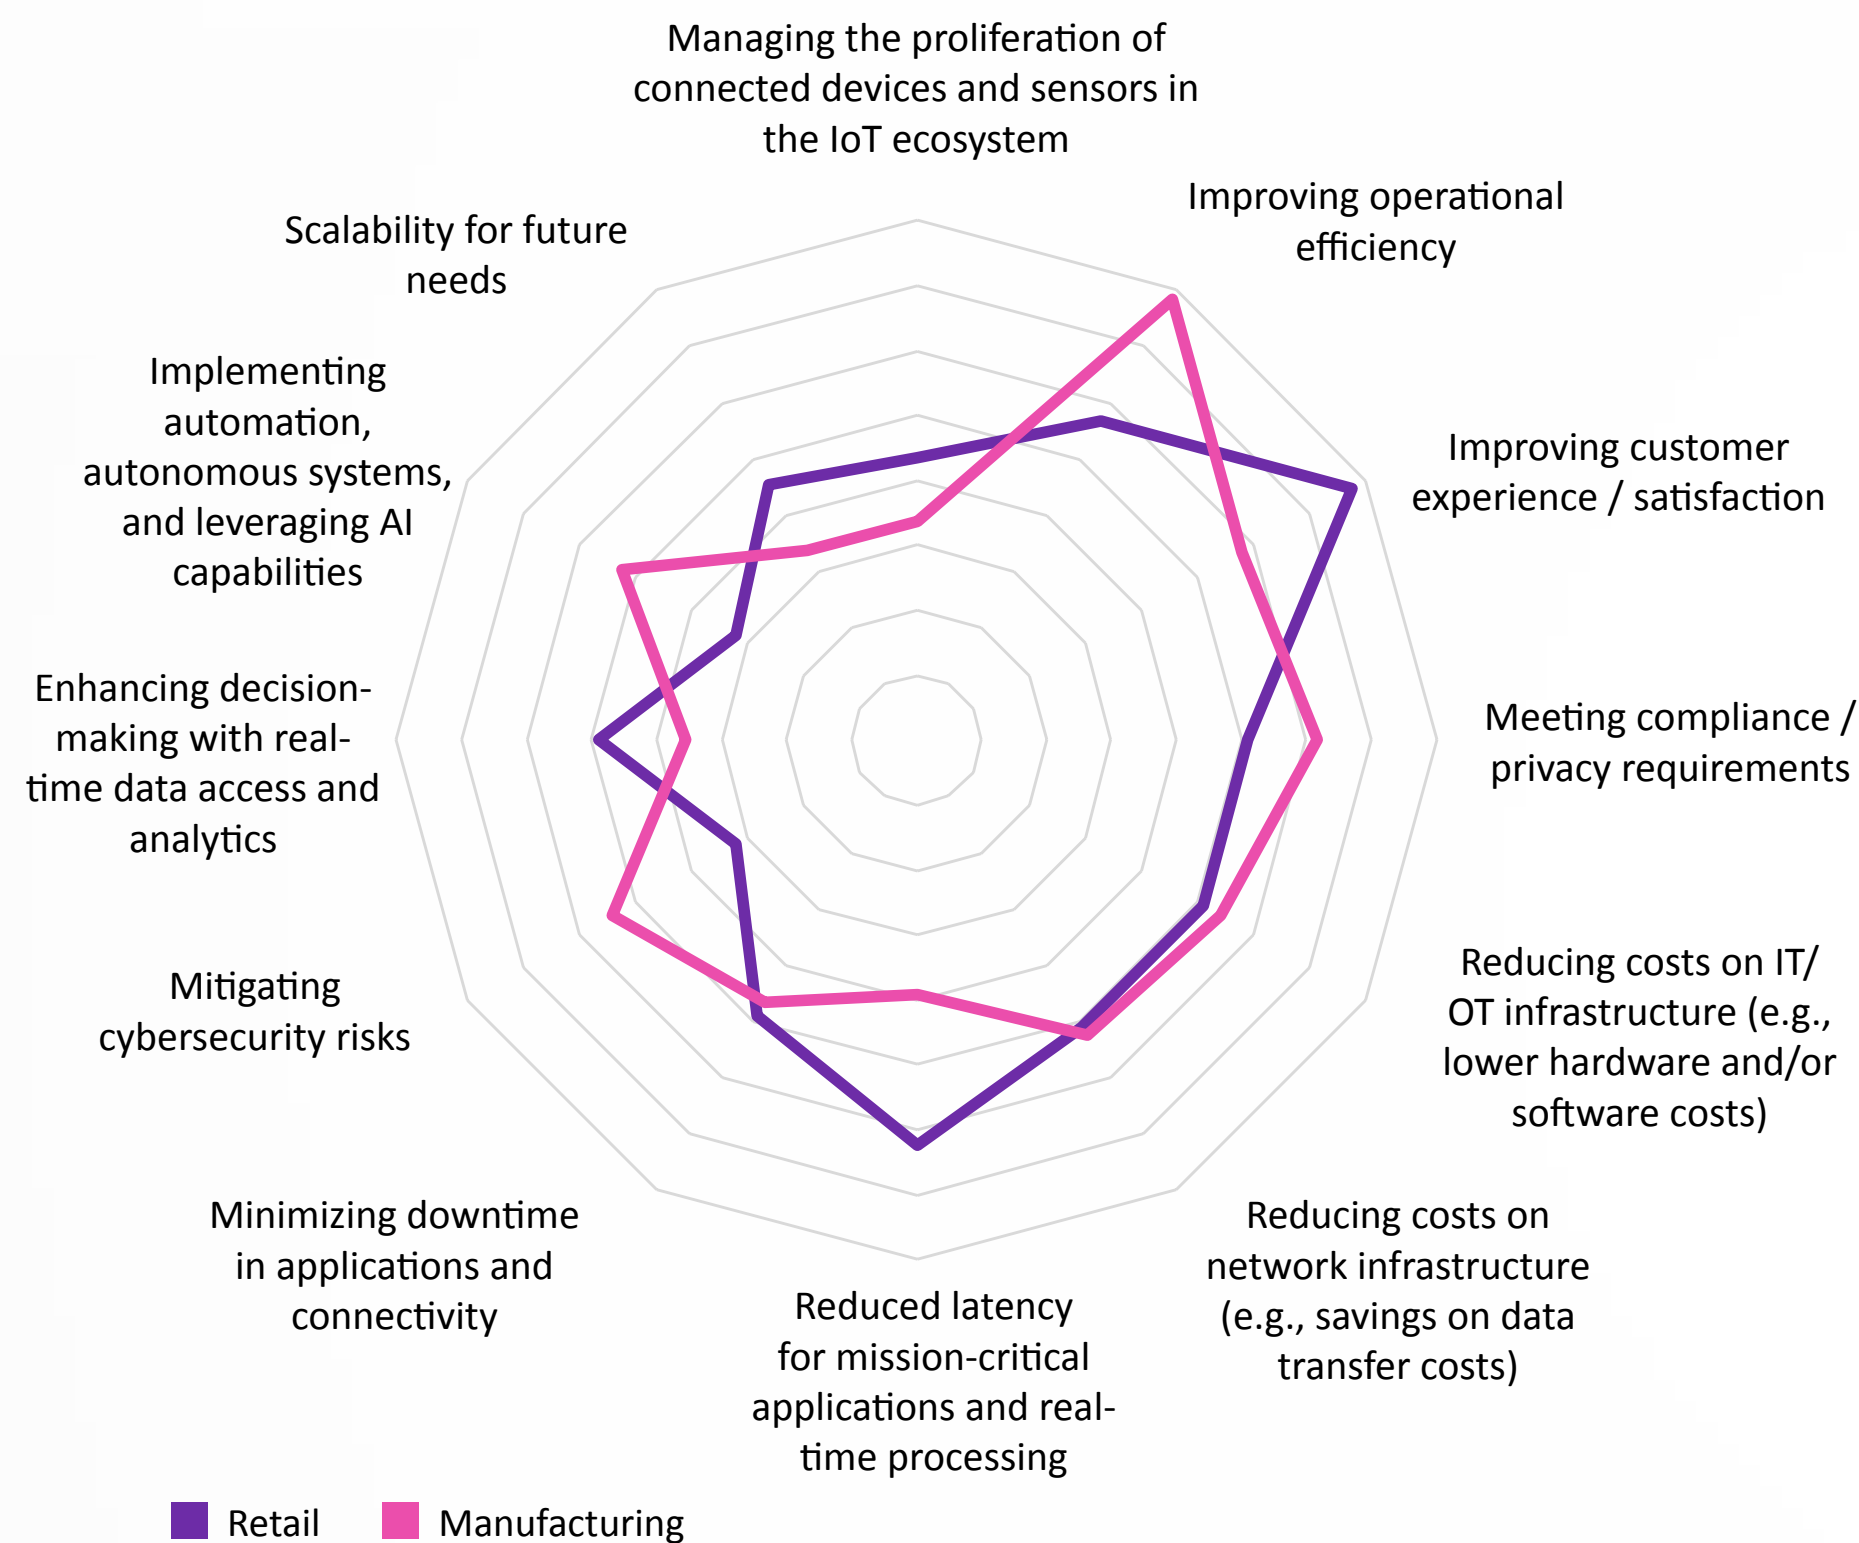 Managing the proliferation of
connected devices and sensors in
the IoT ecosystem
Improving operational
efficiency
Improving customer
experience / satisfaction
Meeting compliance /
privacy requirements
Reducing costs on IT/
OT infrastructure (e.g.,
lower hardware and/or
software costs)
Reducing costs on
network infrastructure
(e.g., savings on data
transfer costs)
Reduced latency
for mission-critical
applications and real-
time processing
Minimizing downtime
in applications and
connectivity
Mitigating
cybersecurity risks
Enhancing decision-
making with real-
time data access and
analytics
Implementing
automation,
autonomous systems,
and leveraging AI
capabilities
Scalability for future
needs
Retail
Manufacturing